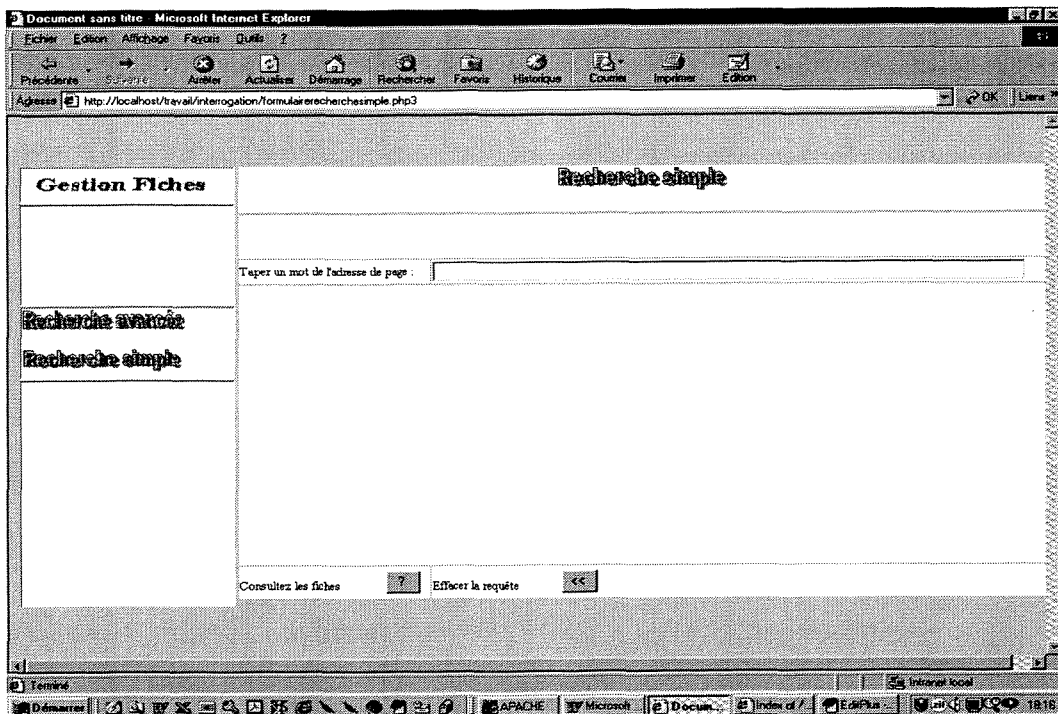 Document sans titre - Microsoft Internet Explorer
Fichier Edition Affichage Favoris Outils ?
Précédente Suivante Arrêter Actualiser Démarrage Rechercher Favoris Historique Courrier Imprimer Edition
Adresse http://localhost/travail/interrogation/formulairerecherchesimple.php3 OK Liens »
Gestion Fiches
Recherche simple
Taper un mot de l'adresse de page :
Recherche avancée
Recherche simple
Consultez les fiches ? Effacer la requête <<
Terminé Intranet local
Démarrer APACHE Microsoft Docum... Index of / EditPlus - 18:18